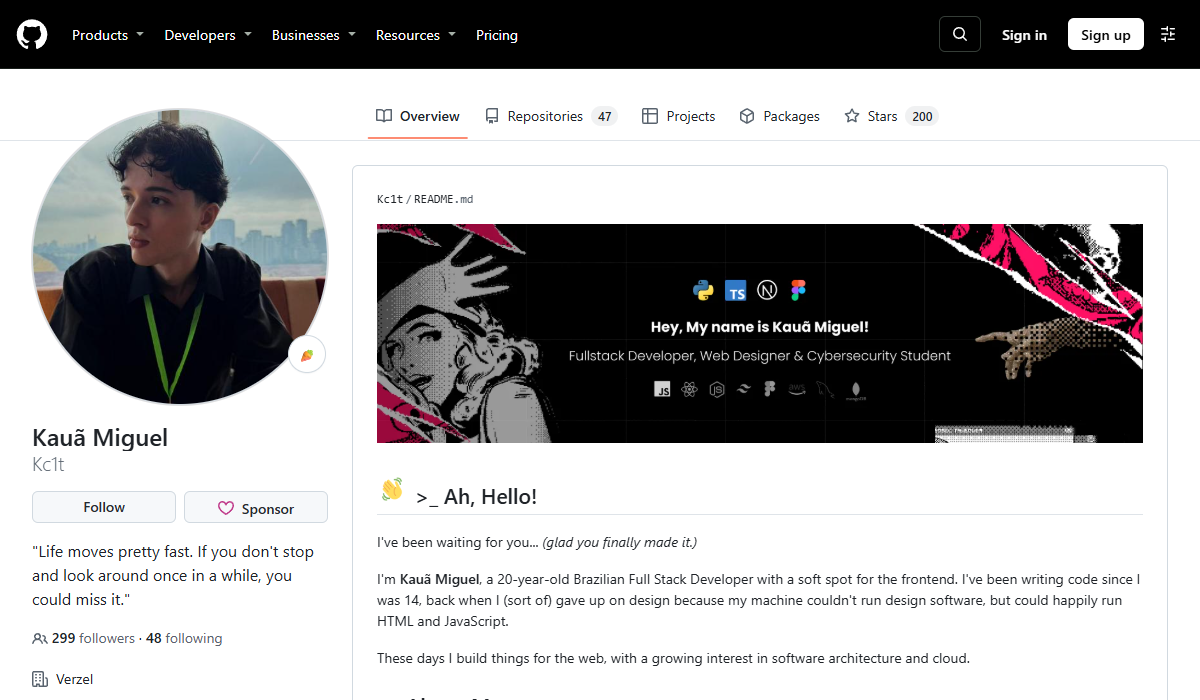 Products Developers Businesses Resources Pricing Sign in Sign up
Overview Repositories 47 Projects Packages Stars 200
Kc1t / README.md
TS N
Hey, My name is Kauã Miguel!
Fullstack Developer, Web Designer & Cybersecurity Student
JS aws
Kauã Miguel
Kc1t
Follow Sponsor
"Life moves pretty fast. If you don't stop
and look around once in a while, you
could miss it."
299 followers · 48 following
Verzel
>_ Ah, Hello!
I've been waiting for you... (glad you finally made it.)
I'm Kauã Miguel, a 20-year-old Brazilian Full Stack Developer with a soft spot for the frontend. I've been writing code since I
was 14, back when I (sort of) gave up on design because my machine couldn't run design software, but could happily run
HTML and JavaScript.
These days I build things for the web, with a growing interest in software architecture and cloud.